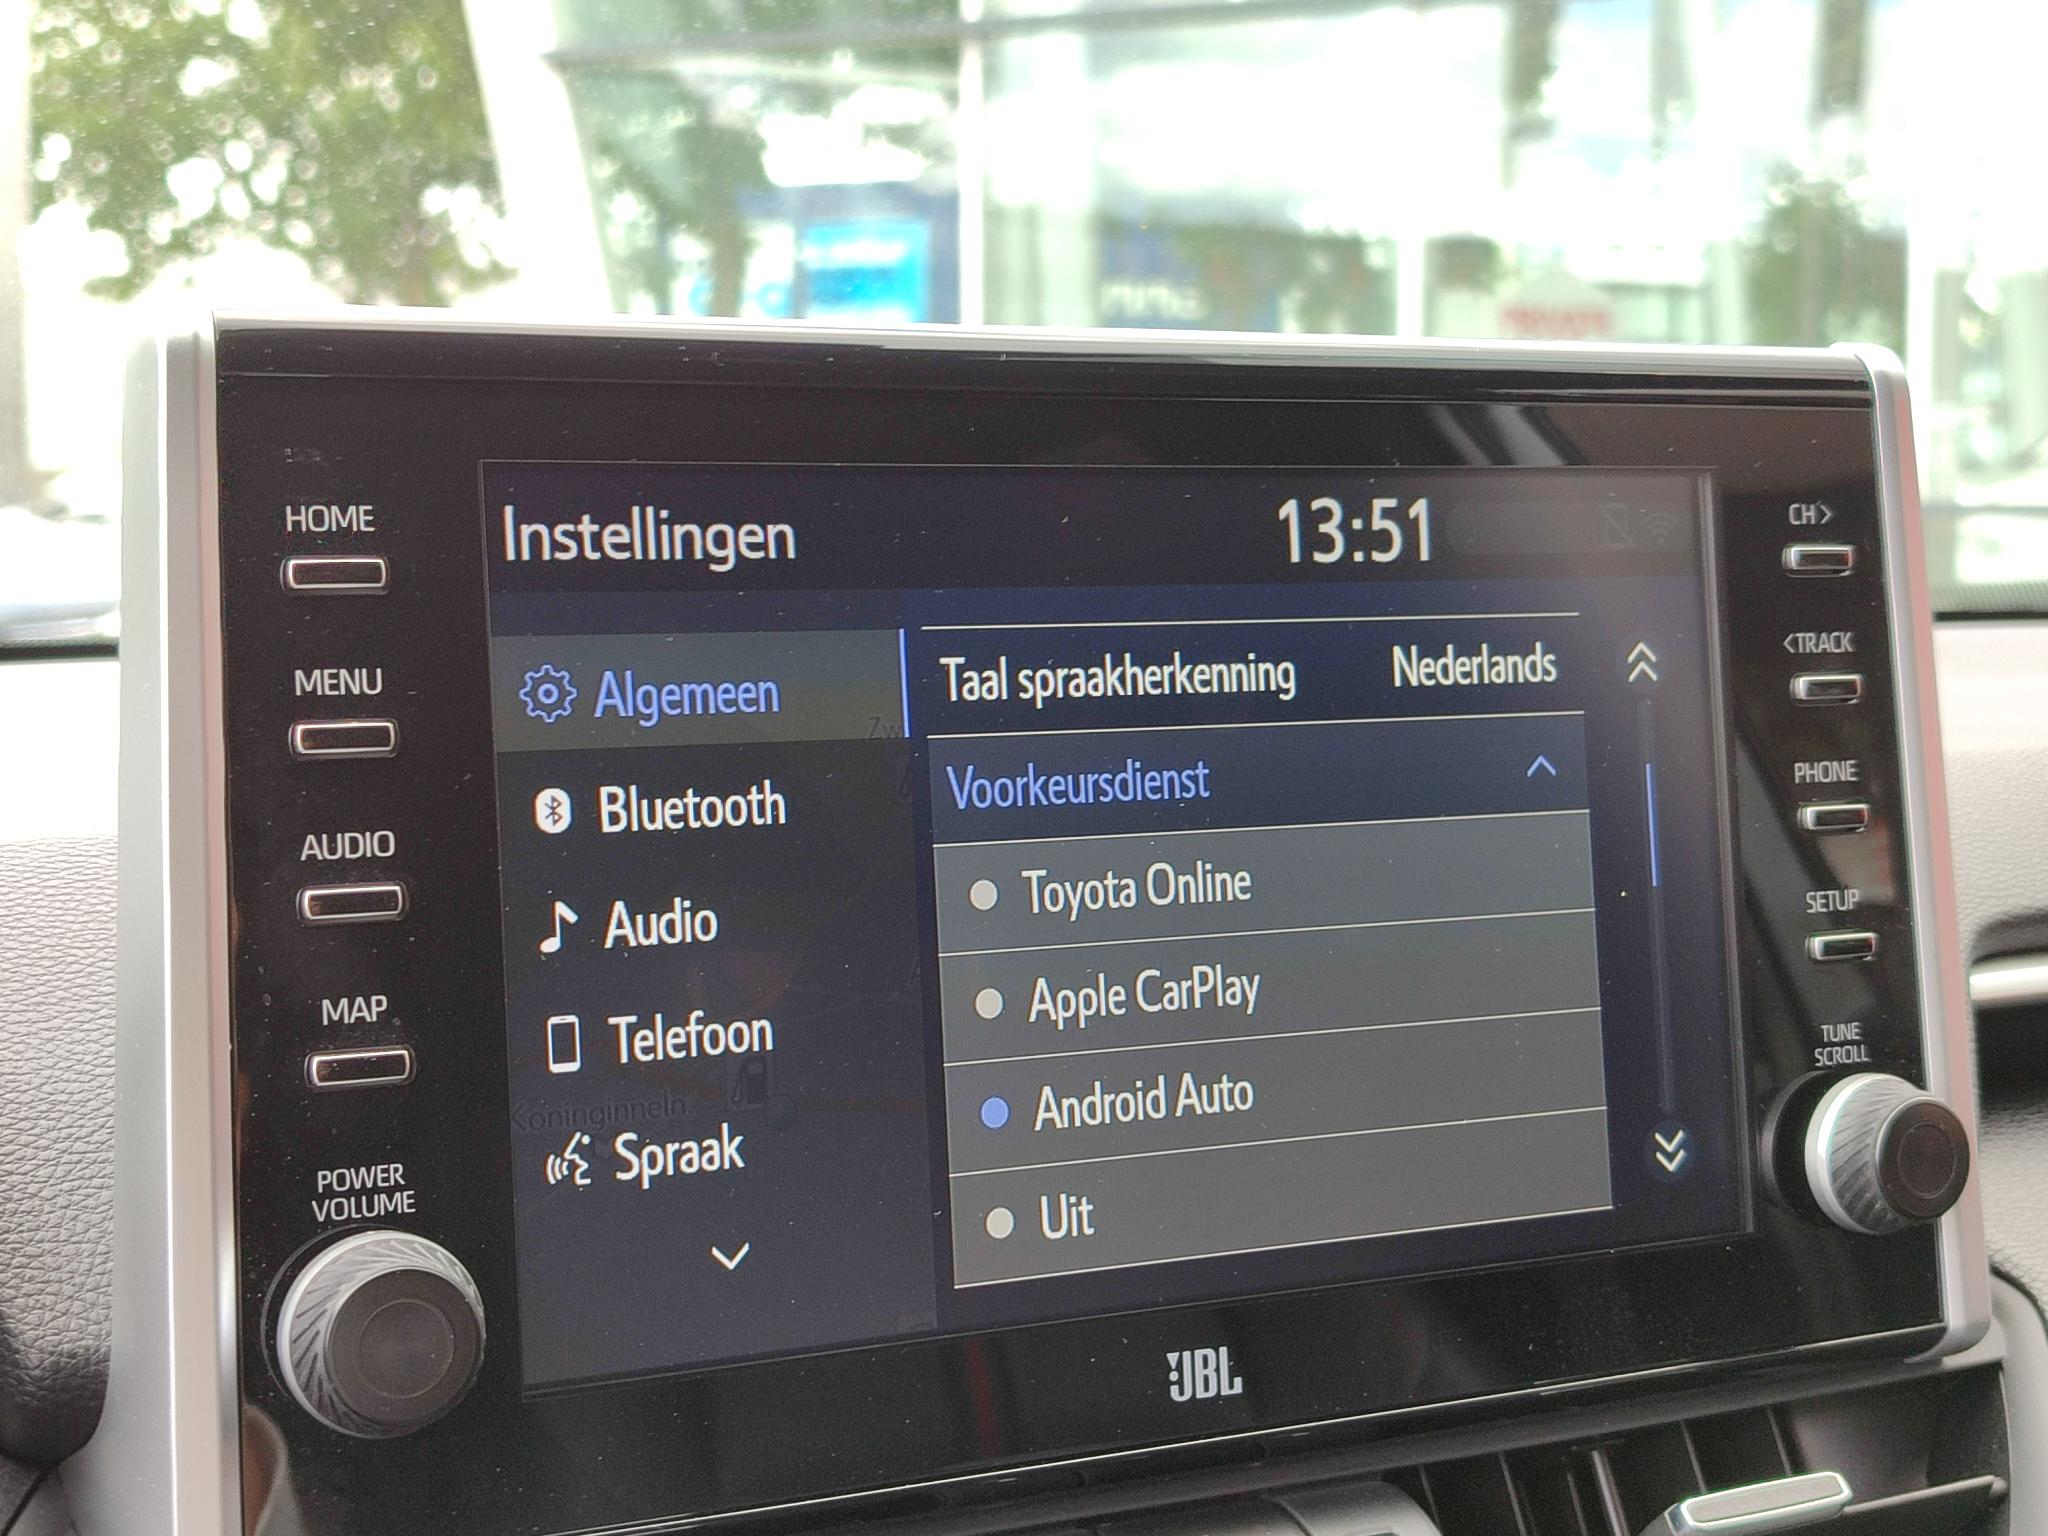 HOME
MENU
AUDIO
MAP
POWER
VOLUME
Instellingen
13:51
Algemeen
Bluetooth
Audio
Telefoon
Spraak
Taal spraakherkenning Nederlands
Voorkeursdienst
Toyota Online
Apple CarPlay
Android Auto
Uit
CH>
<TRACK
PHONE
SETUP
TUNE
SCROLL
JBL
PRIVATE